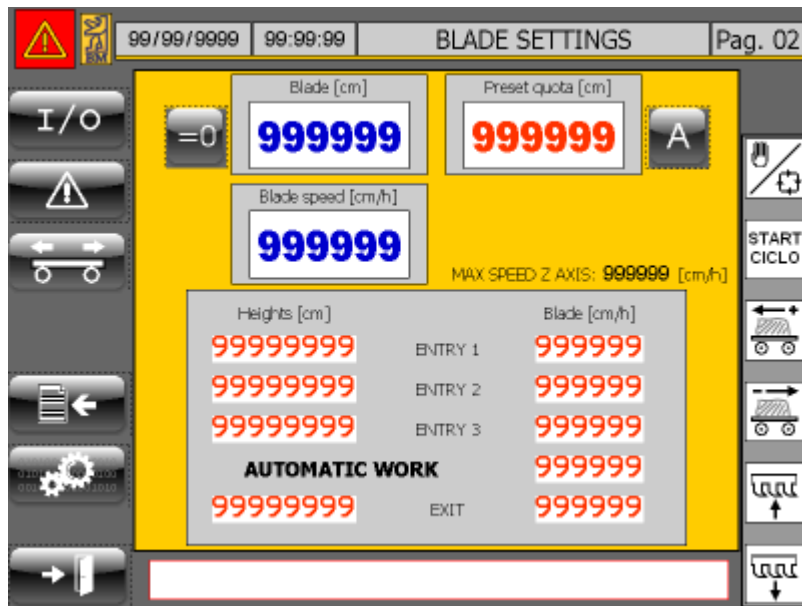 99/99/9999 99:99:99 BLADE SETTINGS Pag. 02
BM
I/O
=0
Blade [cm]
999999
Preset quota [cm]
999999
A
Blade speed [cm/h]
999999
MAX SPEED Z AXIS: 999999 [cm/h]
START
CICLO
Heights [cm] Blade [cm/h]
99999999 ENTRY 1 999999
99999999 ENTRY 2 999999
99999999 ENTRY 3 999999
AUTOMATIC WORK 999999
99999999 EXIT 999999